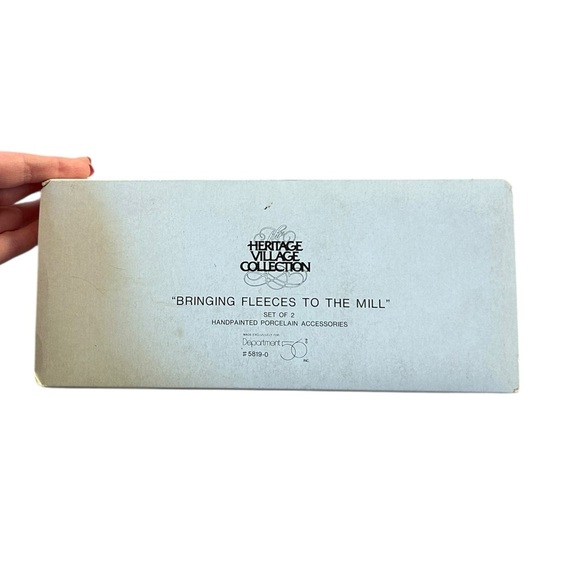 The
HERITAGE
VILLAGE
COLLECTION
"BRINGING FLEECES TO THE MILL"
SET OF 2
HANDPAINTED PORCELAIN ACCESSORIES
Department 56
# 5819-0
INC.